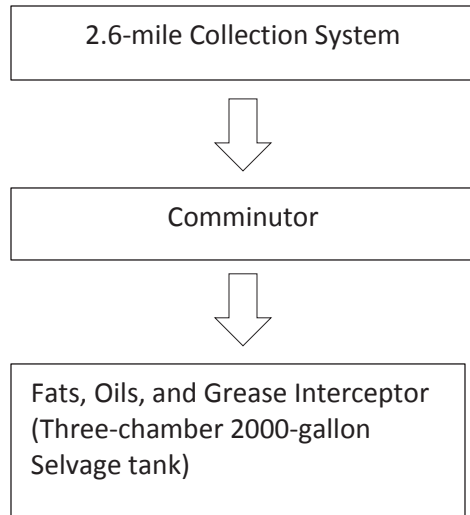 2.6-mile Collection System
Comminutor
Fats, Oils, and Grease Interceptor
(Three-chamber 2000-gallon
Selvage tank)